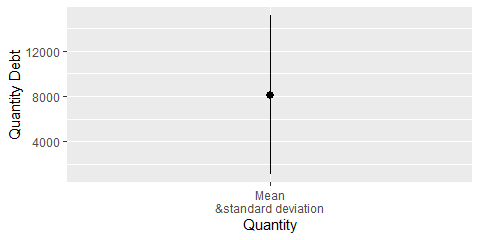 Quantity Debt
12000
8000
4000
Mean
&standard deviation
Quantity